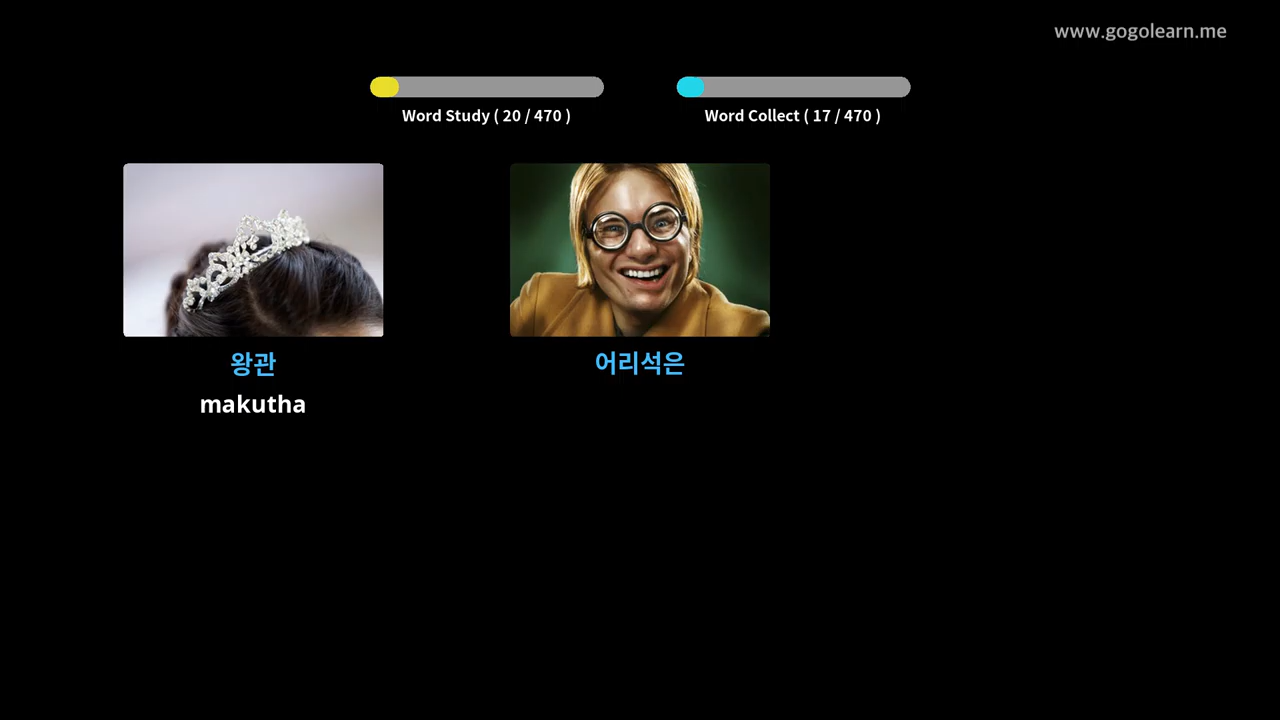 www.gogolearn.me
Word Study ( 20 / 470 )
Word Collect ( 17 / 470 )
왕관
어리석은
makutha